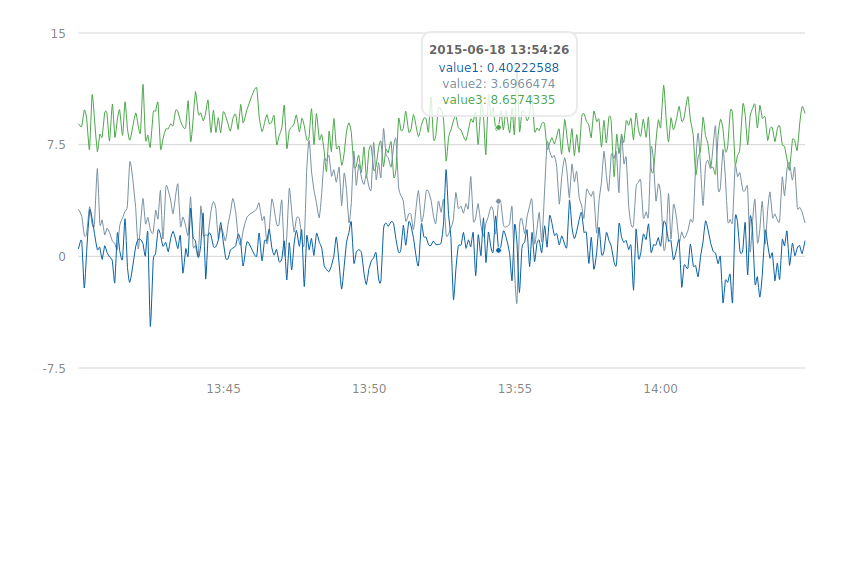 15
2015-06-18 13:54:26
value1: 0.40222588
value2: 3.6966474
value3: 8.6574335
7.5
0
-7.5
13:45 13:50 13:55 14:00